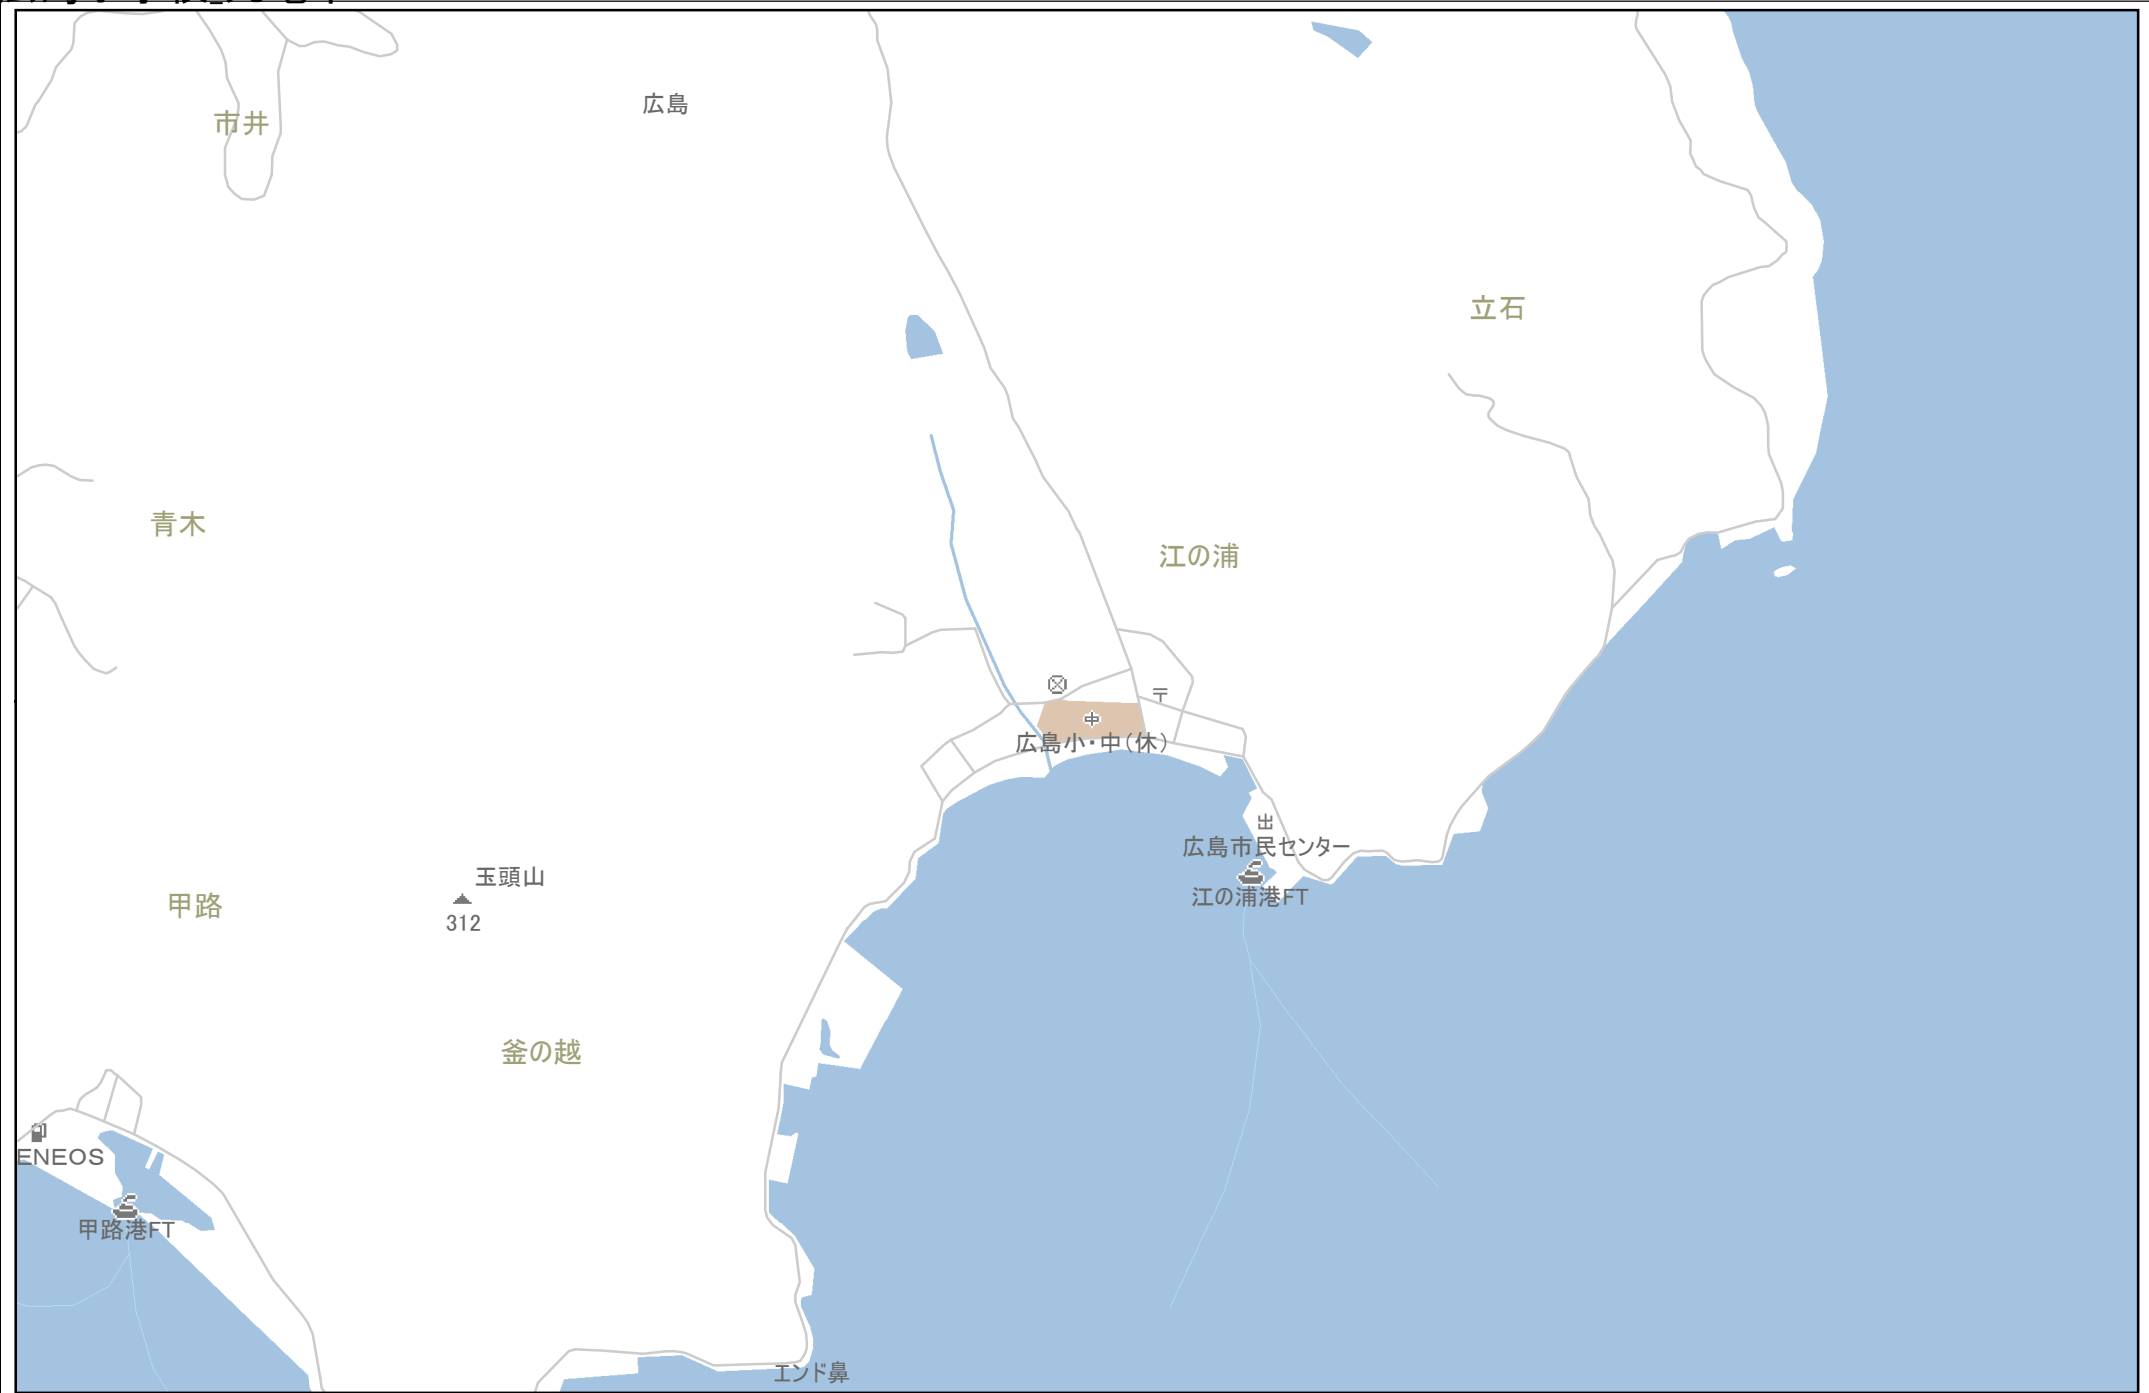 広島
市井
立石
青木
江の浦
〒
中
広島小・中（休）
出
広島市民センター
江の浦港FT
玉頭山
312
甲路
釜の越
ENEOS
甲路港FT
エンド鼻